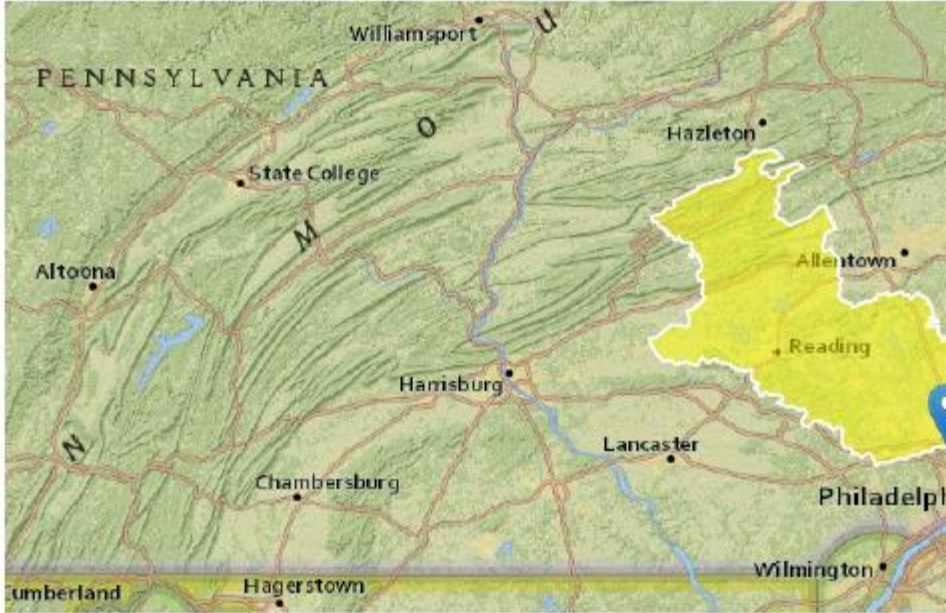 Williamsport
U
PENNSYLVANIA
O
Hazleton
State College
M
Allentown
Altoona
Reading
Harrisburg
Lancaster
N
Chambersburg
Philadelph
Wilmington
Hagerstown
Cumberland